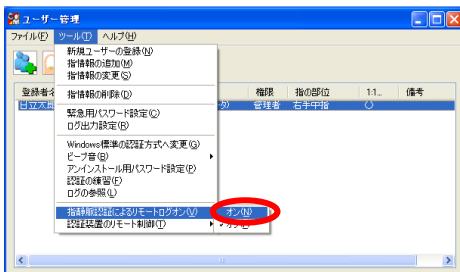 ユーザー管理
ファイル(F) ツール(T) ヘルプ(H)
新規ユーザーの登録(N)
指情報の追加(M)
指情報の変更(S)
指情報の削除(D)
緊急用パスワード設定(C)
ログ出力設定(R)
Windows標準の認証方式へ変更(G)
ビープ音(B)
アンインストール用パスワード設定(P)
認証の練習(E)
ログの参照(L)
指静脈認証によるリモートログオン(V)
認証装置のリモート制御(T)
オン(N)
登録者名 権限 指の部位 1:1... 備考
日立太郎 管理者 右手中指 ○